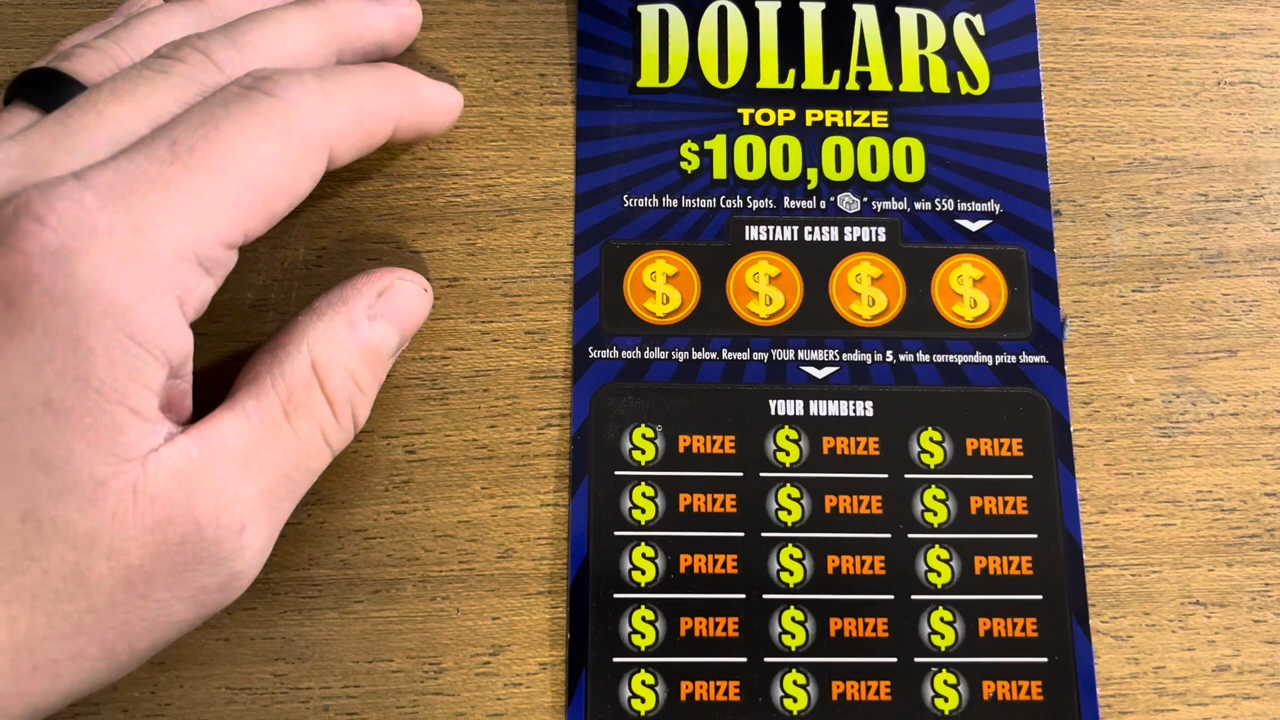 DOLLARS
TOP PRIZE
$100,000
Scratch the Instant Cash Spots. Reveal a " " symbol, win $50 instantly.
INSTANT CASH SPOTS
$ $ $ $
Scratch each dollar sign below. Reveal any YOUR NUMBERS ending in 5, win the corresponding prize shown.
YOUR NUMBERS
$ PRIZE $ PRIZE $ PRIZE
$ PRIZE $ PRIZE $ PRIZE
$ PRIZE $ PRIZE $ PRIZE
$ PRIZE $ PRIZE $ PRIZE
$ PRIZE $ PRIZE $ PRIZE